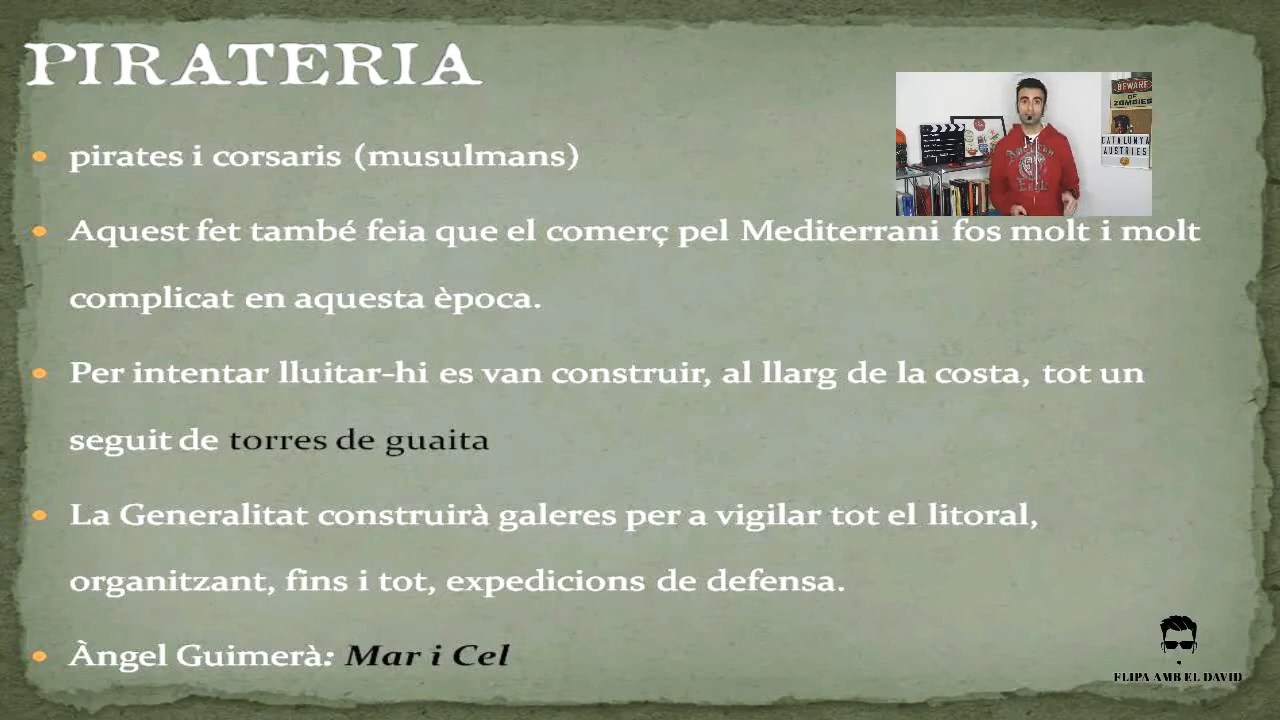 PIRATERIA
pirates i corsaris (musulmans)
Aquest fet també feia que el comerç pel Mediterrani fos molt i molt
complicat en aquesta època.
Per intentar lluitar-hi es van construir, al llarg de la costa, tot un
seguit de torres de guaita
La Generalitat construirà galeres per a vigilar tot el litoral,
organitzant, fins i tot, expedicions de defensa.
Àngel Guimerà: Mar i Cel
BEWARE
OF
ZOMBIES
CATALUNYA
AUSTRIES
FLIPA AMB EL DAVID